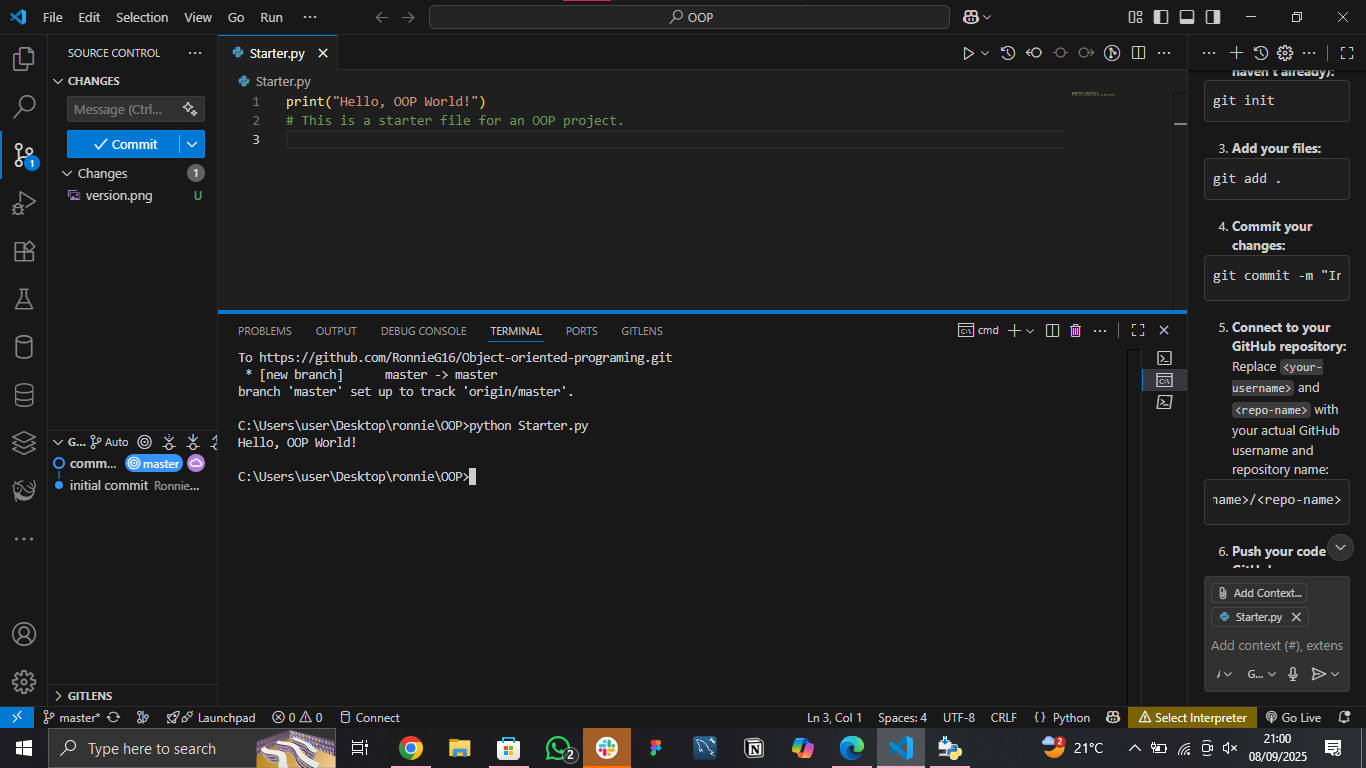 File Edit Selection View Go Run ···
OOP
SOURCE CONTROL ···
CHANGES
Message (Ctrl...
Commit
Changes 1
version.png U
1
G... Auto
comm... master
initial commit Ronnie...
GITLENS
Starter.py
Starter.py
1 print("Hello, OOP World!")
2 # This is a starter file for an OOP project.
3
PROBLEMS OUTPUT DEBUG CONSOLE TERMINAL PORTS GITLENS
cmd
To https://github.com/RonnieG16/Object-oriented-programing.git
* [new branch] master -> master
branch 'master' set up to track 'origin/master'.
C:\Users\user\Desktop\ronnie\OOP>python Starter.py
Hello, OOP World!
C:\Users\user\Desktop\ronnie\OOP>
haven't already):
git init
3. Add your files:
git add .
4. Commit your
changes:
git commit -m "In
5. Connect to your
GitHub repository:
Replace <your-
username> and
<repo-name> with
your actual GitHub
username and
repository name:
name>/<repo-name>
6. Push your code
Add Context...
Starter.py
Add context (#), extens
G...
master* Launchpad 0 0 Connect
Ln 3, Col 1 Spaces: 4 UTF-8 CRLF {} Python Select Interpreter Go Live
Type here to search
2
2
21°C
21:00
08/09/2025